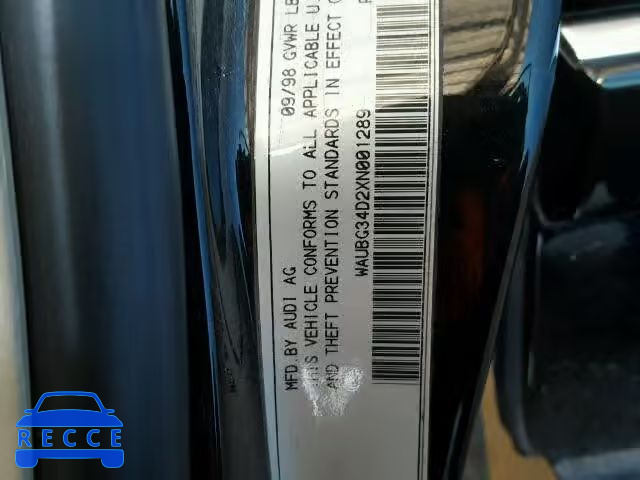 MFD.BY AUDI AG 09/98 GVWR
THIS VEHICLE CONFORMS TO ALL APPLICABLE
AND THEFT PREVENTION STANDARDS IN EFFECT
WAUBG34D2XN001289
RECCE